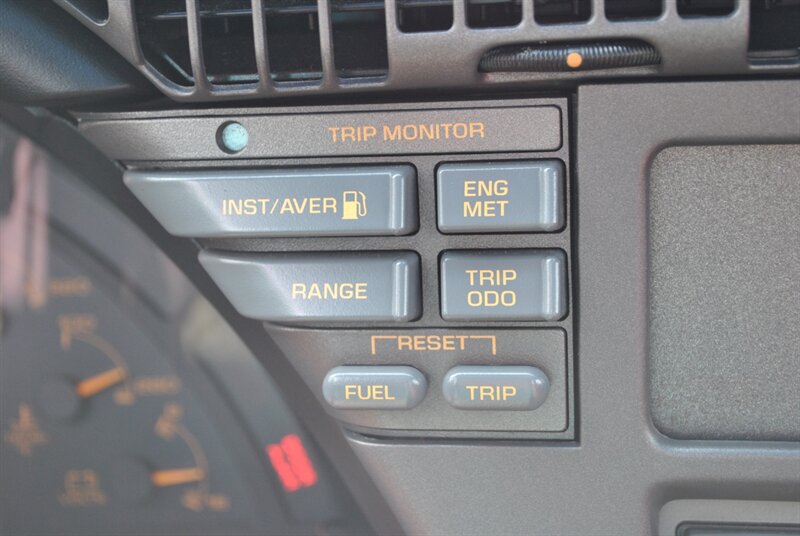 TRIP MONITOR
INST/AVER
ENG
MET
RANGE
TRIP
ODO
RESET
FUEL
TRIP